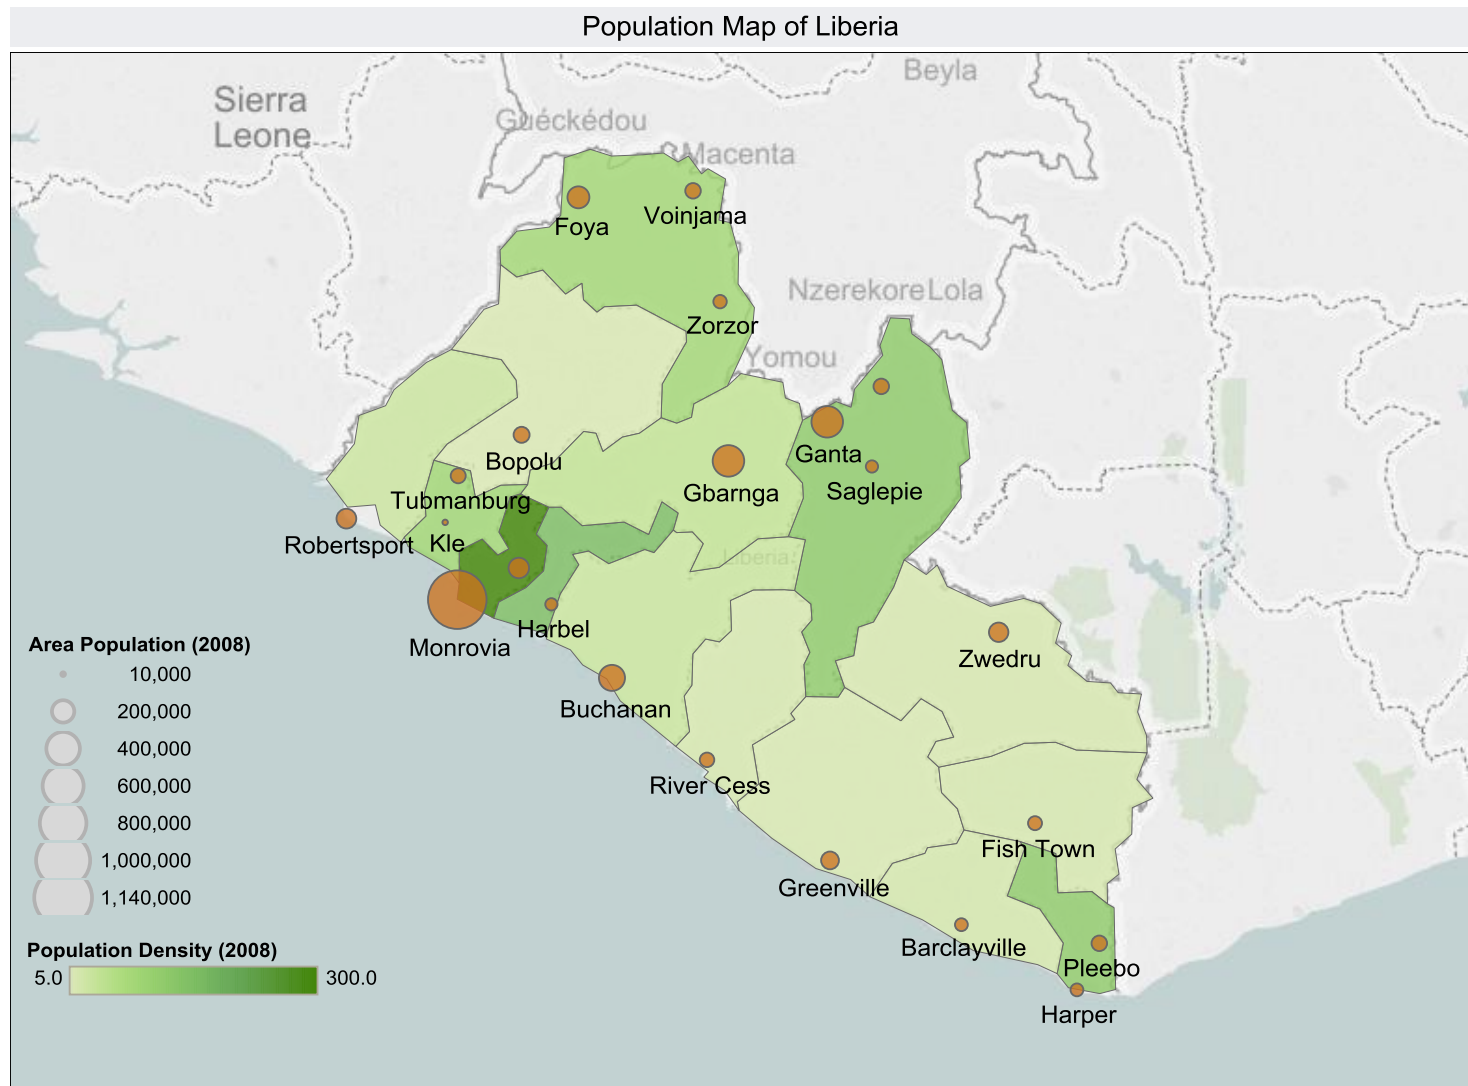 Population Map of Liberia
Beyla
Sierra
Leone
Guéckédou
Macenta
Voinjama
Foya
NzerekoreLola
Zorzor
Yomou
Ganta
Bopolu
Gbarnga
Saglepie
Tubmanburg
Robertsport
Kle
Liberia
Harbel
Monrovia
Zwedru
Buchanan
River Cess
Fish Town
Greenville
Barclayville
Pleebo
Harper
Area Population (2008)
10,000
200,000
400,000
600,000
800,000
1,000,000
1,140,000
Population Density (2008)
5.0
300.0